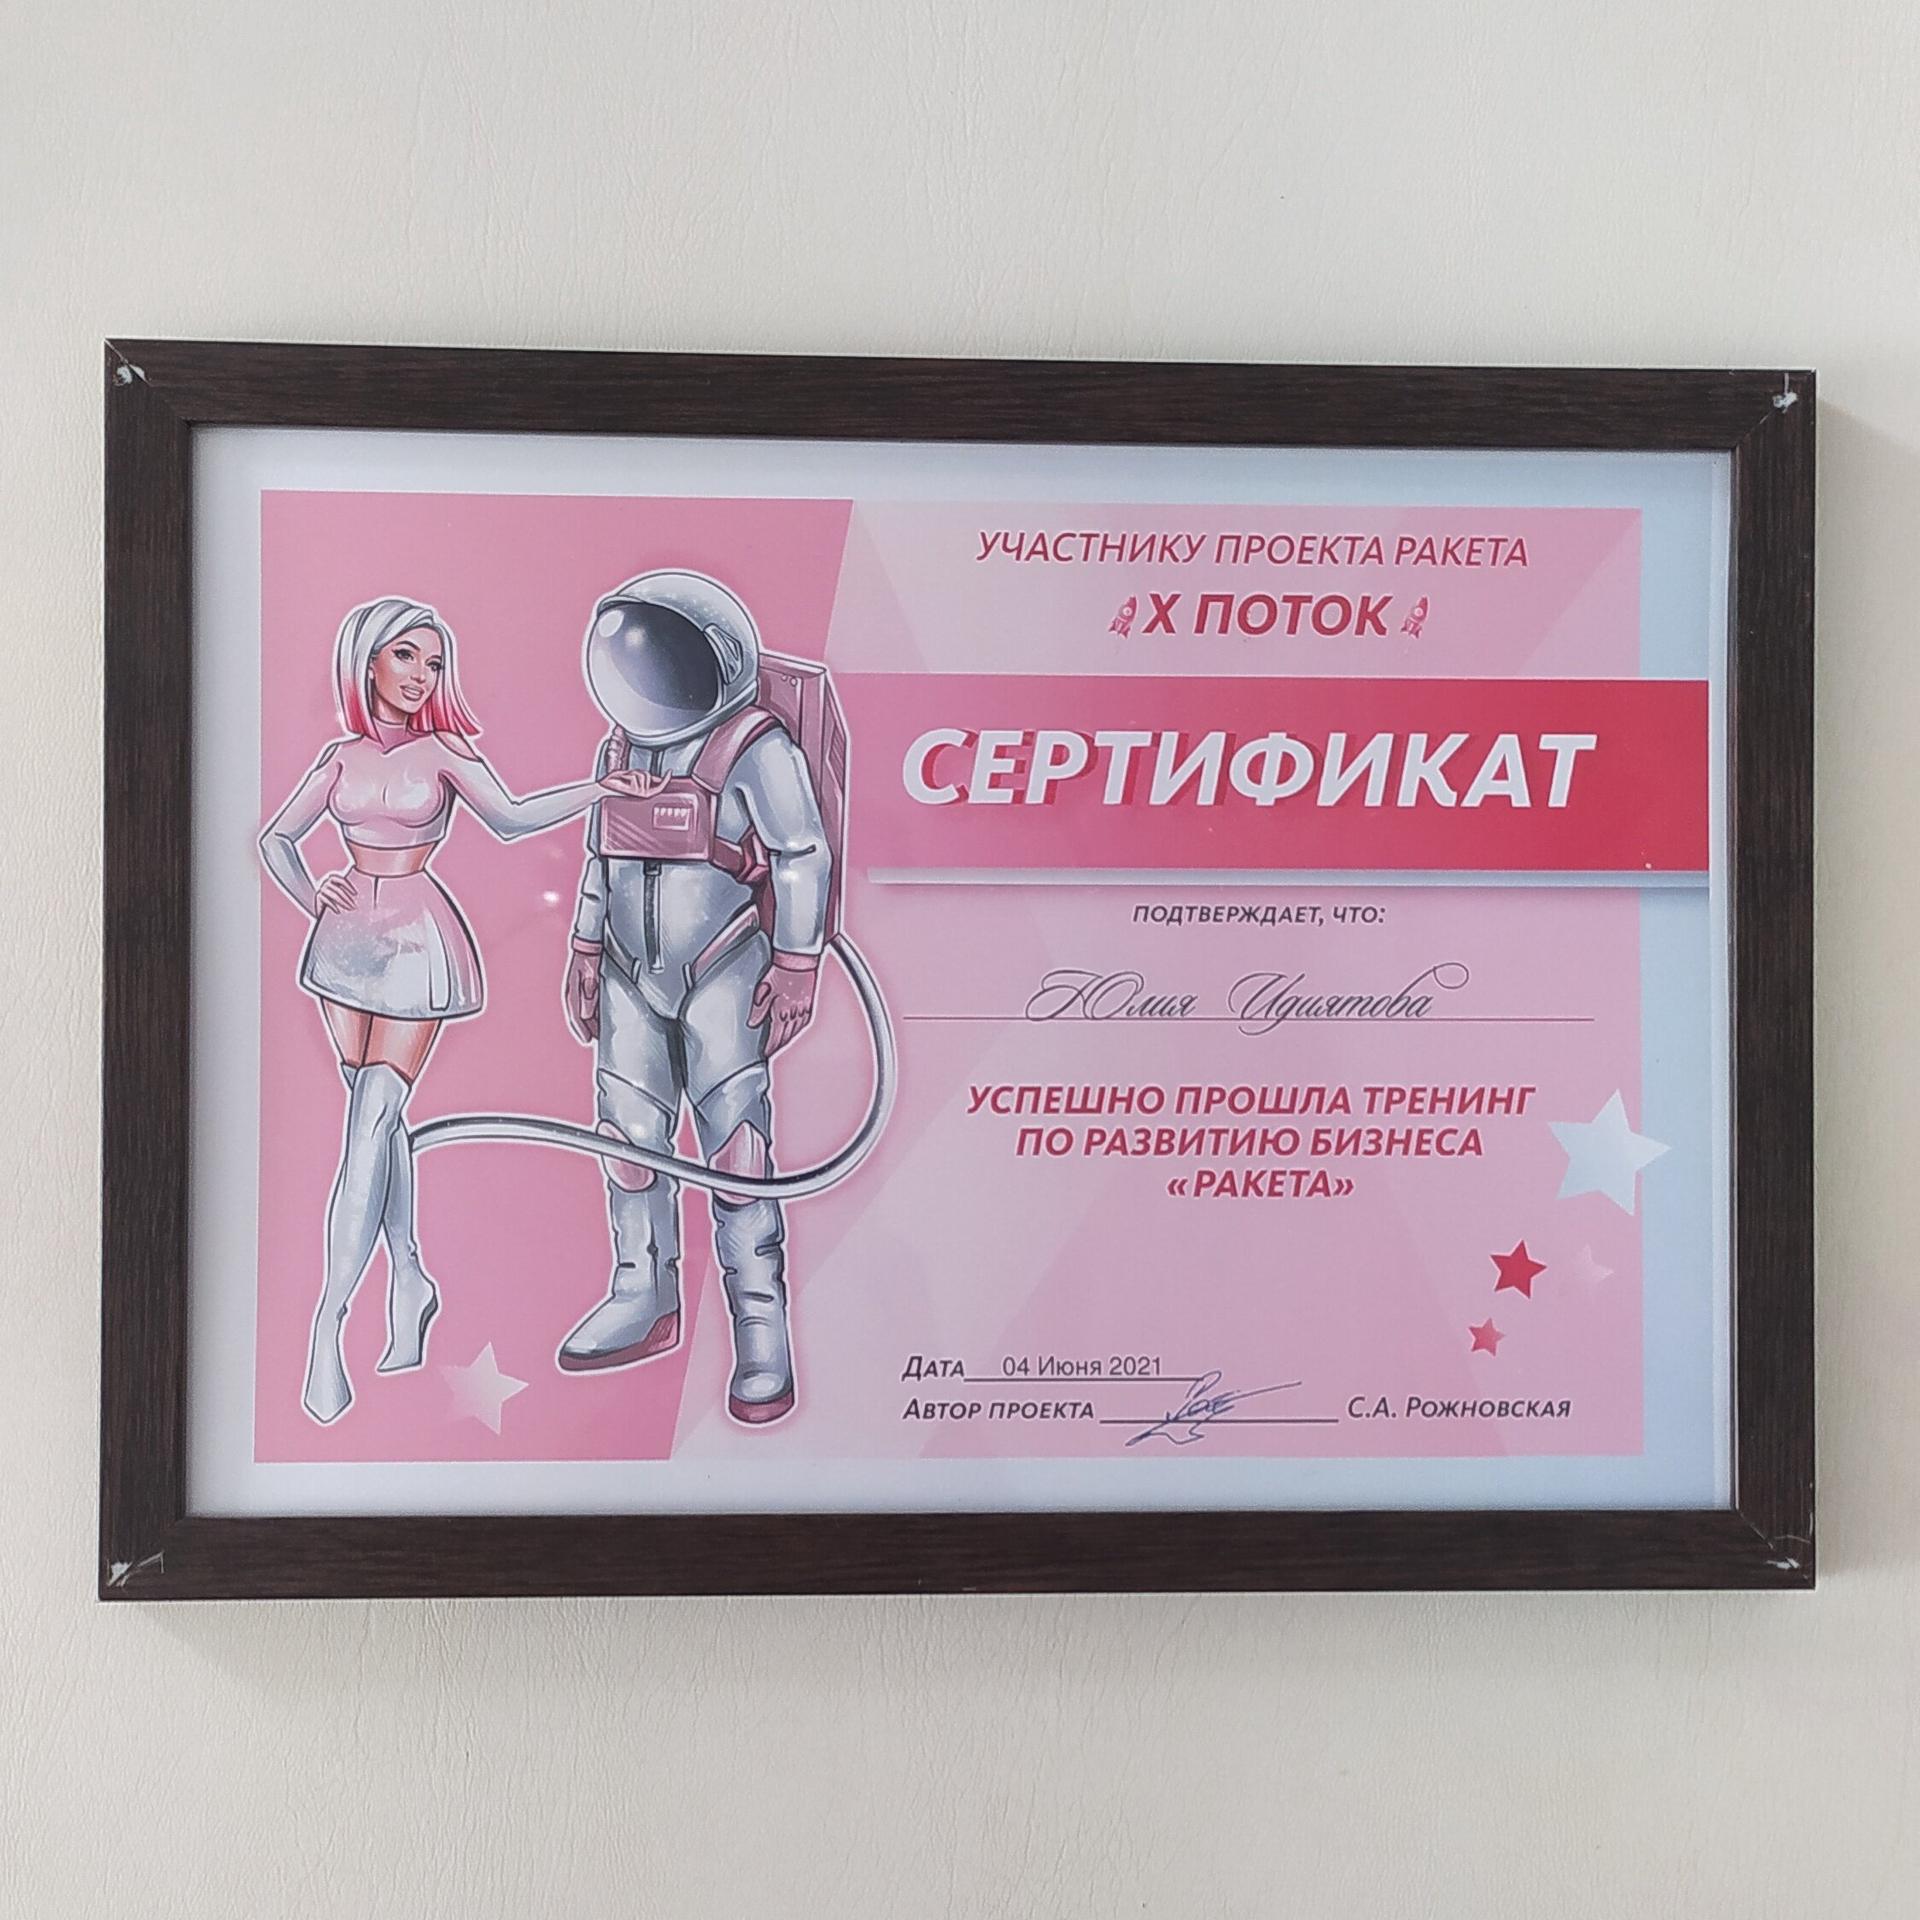 УЧАСТНИКУ ПРОЕКТА РАКЕТА
X ПОТОК
СЕРТИФИКАТ
ПОДТВЕРЖДАЕТ, ЧТО:
Юлия Идиятова
УСПЕШНО ПРОШЛА ТРЕНИНГ
ПО РАЗВИТИЮ БИЗНЕСА
«РАКЕТА»
ДАТА 04 Июня 2021
АВТОР ПРОЕКТА С.А. РОЖНОВСКАЯ